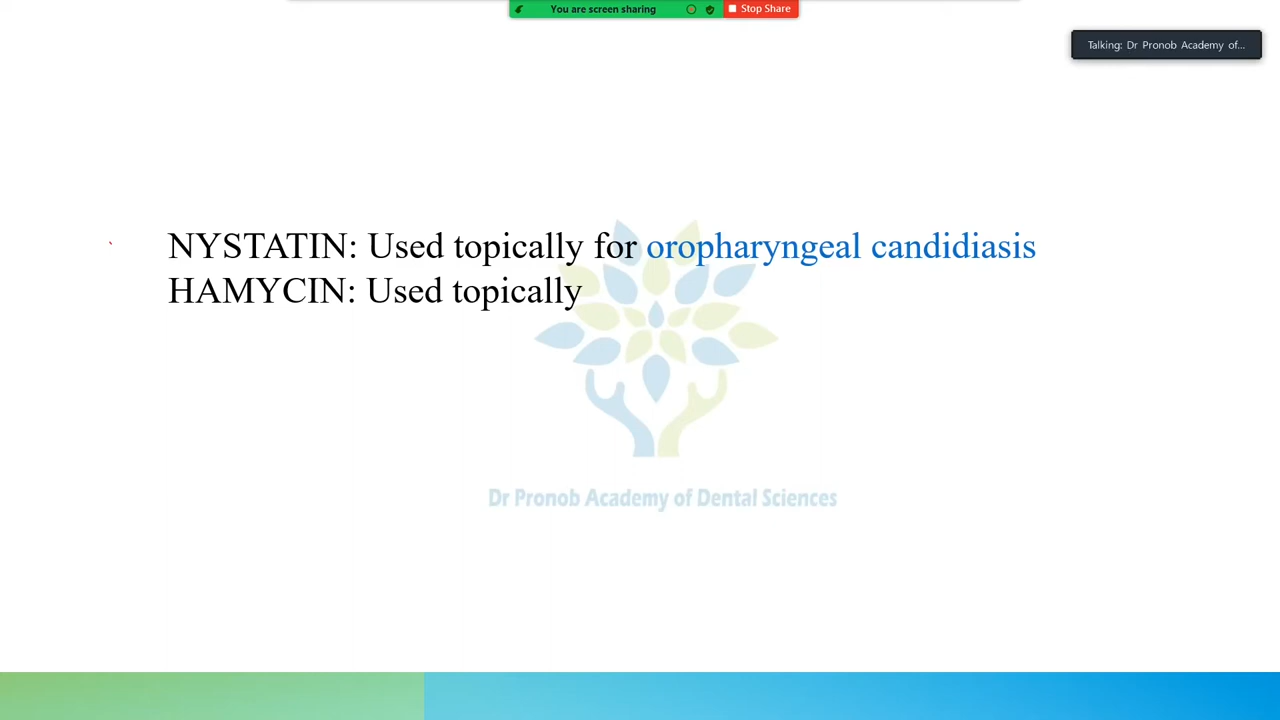 You are screen sharing
Stop Share
Talking: Dr Pronob Academy of...
NYSTATIN: Used topically for oropharyngeal candidiasis
HAMYCIN: Used topically
Dr Pronob Academy of Dental Sciences